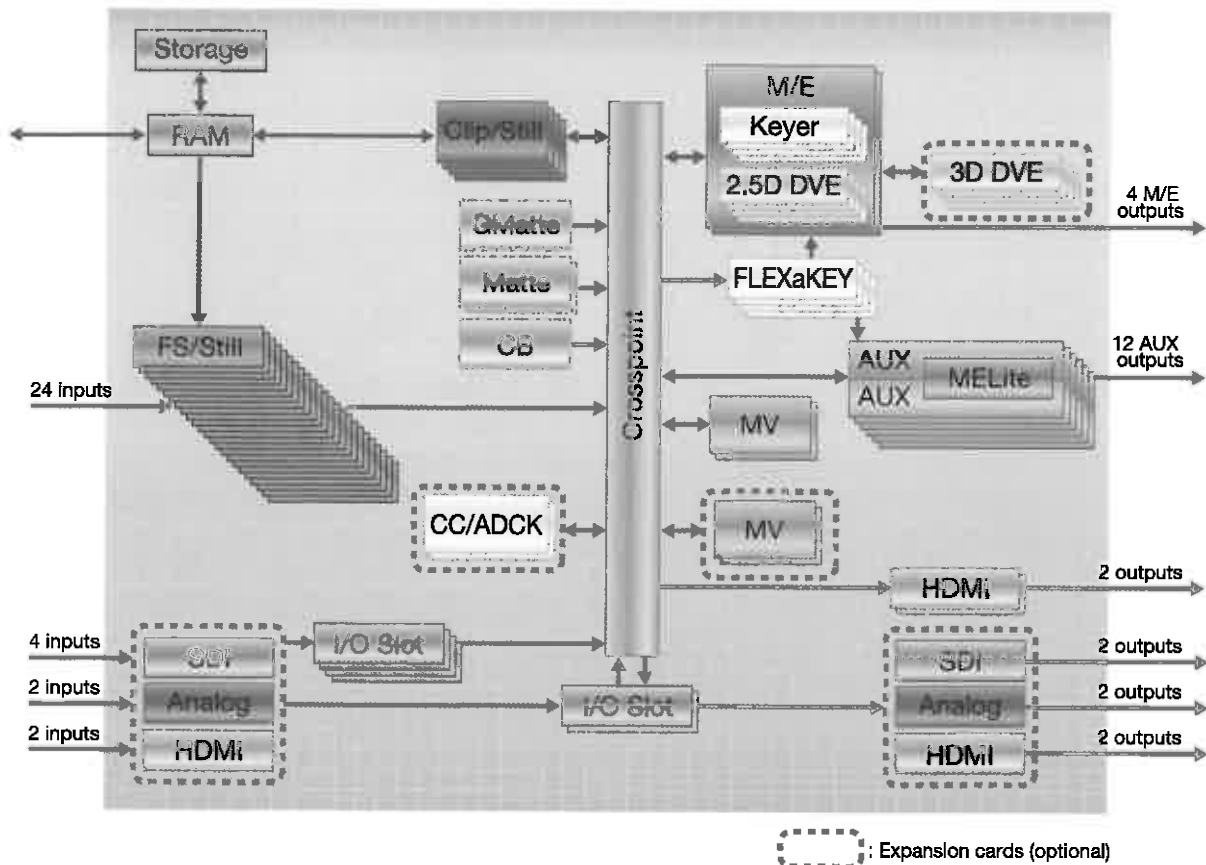 Storage
RAM
Clip/Still
M/E
Keyer
2.5D DVE
3D DVE
4 M/E
outputs
GMatte
Matte
CB
FLEXaKEY
Crosspoint
FS/Still
24 inputs
AUX
AUX
MELite
12 AUX
outputs
MV
CC/ADCK
MV
HDMI
2 outputs
4 inputs
SDI
I/O Slot
2 inputs
Analog
I/O Slot
2 inputs
HDMI
SDI
2 outputs
Analog
2 outputs
HDMI
2 outputs
: Expansion cards (optional)